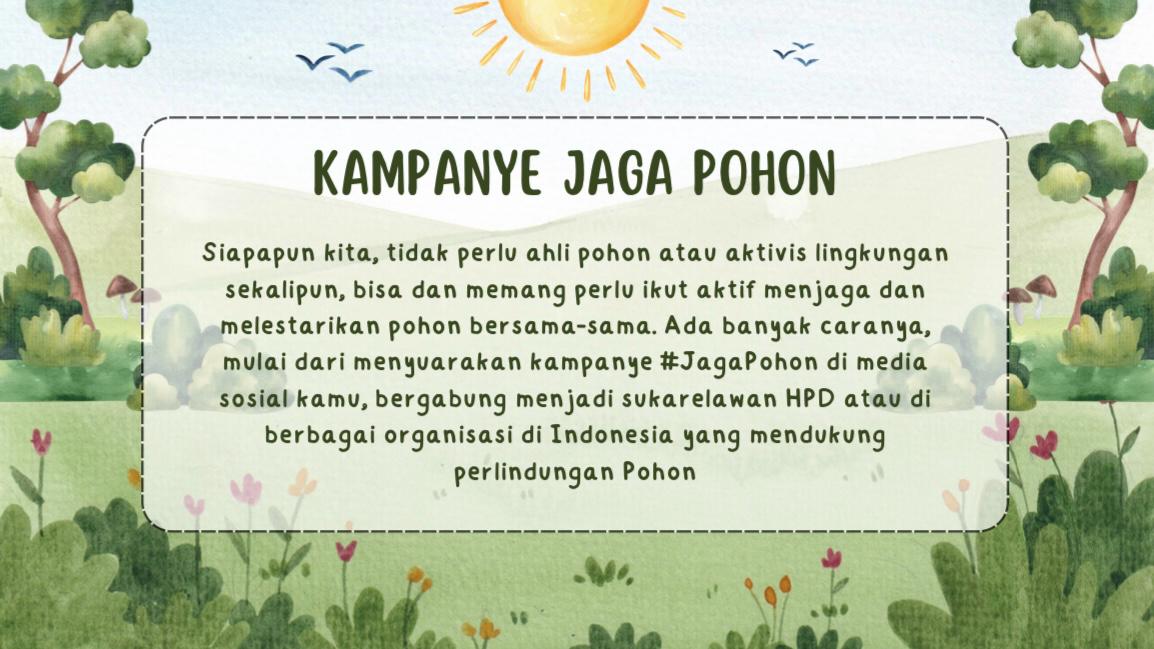 KAMPANYE JAGA POHON
Siapapun kita, tidak perlu ahli pohon atau aktivis lingkungan
sekalipun, bisa dan memang perlu ikut aktif menjaga dan
melestarikan pohon bersama-sama. Ada banyak caranya,
mulai dari menyuarakan kampanye #JagaPohon di media
sosial kamu, bergabung menjadi sukarelawan HPD atau di
berbagai organisasi di Indonesia yang mendukung
perlindungan Pohon